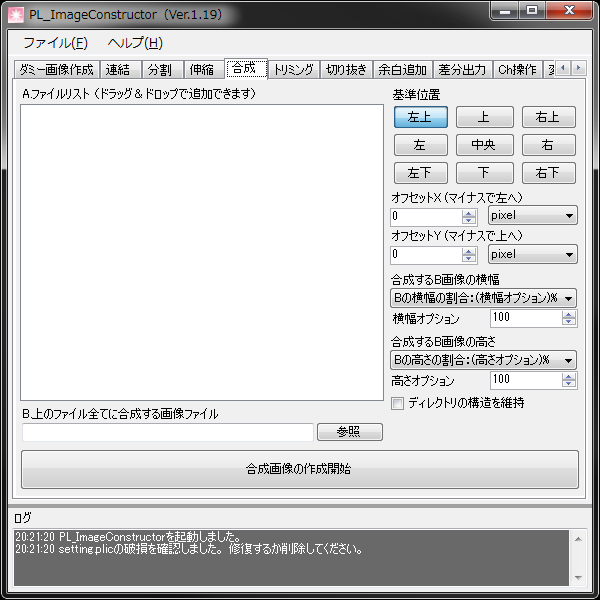 PL_ImageConstructor (Ver.1.19)
ファイル(F) ヘルプ(H)
ダミー画像作成 連結 分割 伸縮 合成 トリミング 切り抜き 余白追加 差分出力 Ch操作
A.ファイルリスト (ドラッグ＆ドロップで追加できます)
基準位置
左上 上 右上
左 中央 右
左下 下 右下
オフセットX (マイナスで左へ)
0 pixel
オフセットY (マイナスで上へ)
0 pixel
合成するB画像の横幅
Bの横幅の割合:(横幅オプション)%
横幅オプション 100
合成するB画像の高さ
Bの高さの割合:(高さオプション)%
高さオプション 100
ディレクトリの構造を維持
B.上のファイル全てに合成する画像ファイル
参照
合成画像の作成開始
ログ
20:21:20 PL_ImageConstructorを起動しました。
20:21:20 setting.plicの破損を確認しました。修復するか削除してください。